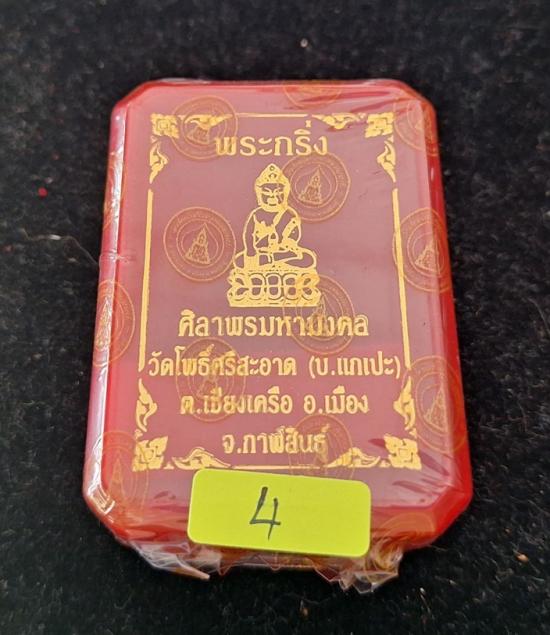 พระกริ่ง
ศิลาพรมหามงคล
วัดโพธิ์ศรีสะอาด (บ.แกเปะ)
ต.เชียงเครือ อ.เมือง
จ.กาฬสินธุ์
4